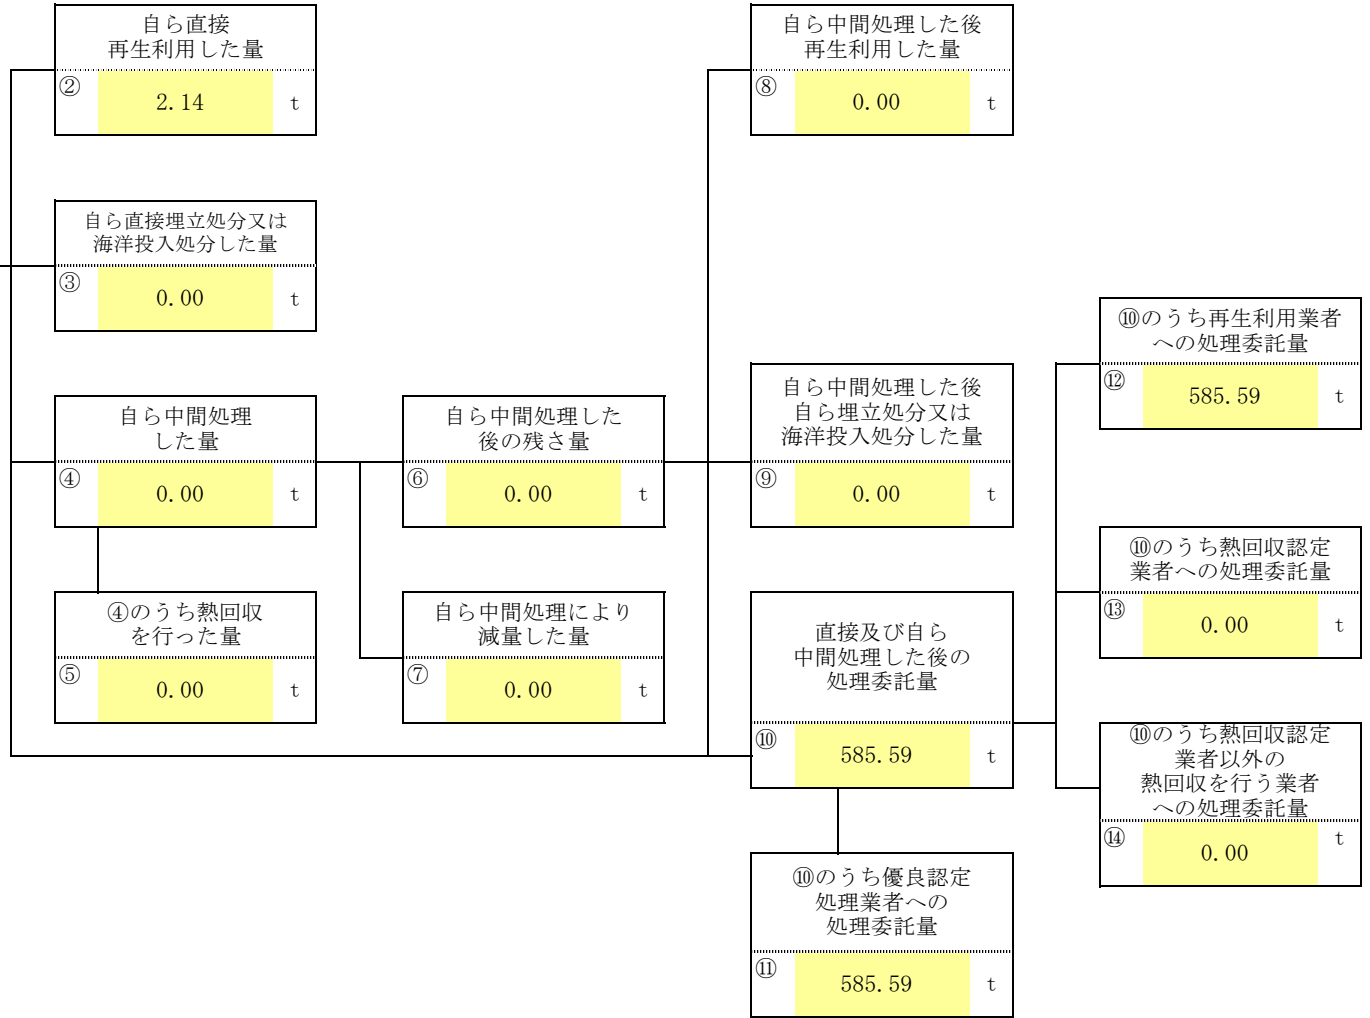 自ら直接
再生利用した量
②
2.14
t
自ら直接埋立処分又は
海洋投入処分した量
③
0.00
t
自ら中間処理
した量
④
0.00
t
④のうち熱回収
を行った量
⑤
0.00
t
自ら中間処理した
後の残さ量
⑥
0.00
t
自ら中間処理により
減量した量
⑦
0.00
t
自ら中間処理した後
再生利用した量
⑧
0.00
t
自ら中間処理した後
自ら埋立処分又は
海洋投入処分した量
⑨
0.00
t
直接及び自ら
中間処理した後の
処理委託量
⑩
585.59
t
⑩のうち優良認定
処理業者への
処理委託量
⑪
585.59
t
⑩のうち再生利用業者
への処理委託量
⑫
585.59
t
⑩のうち熱回収認定
業者への処理委託量
⑬
0.00
t
⑩のうち熱回収認定
業者以外の
熱回収を行う業者
への処理委託量
⑭
0.00
t